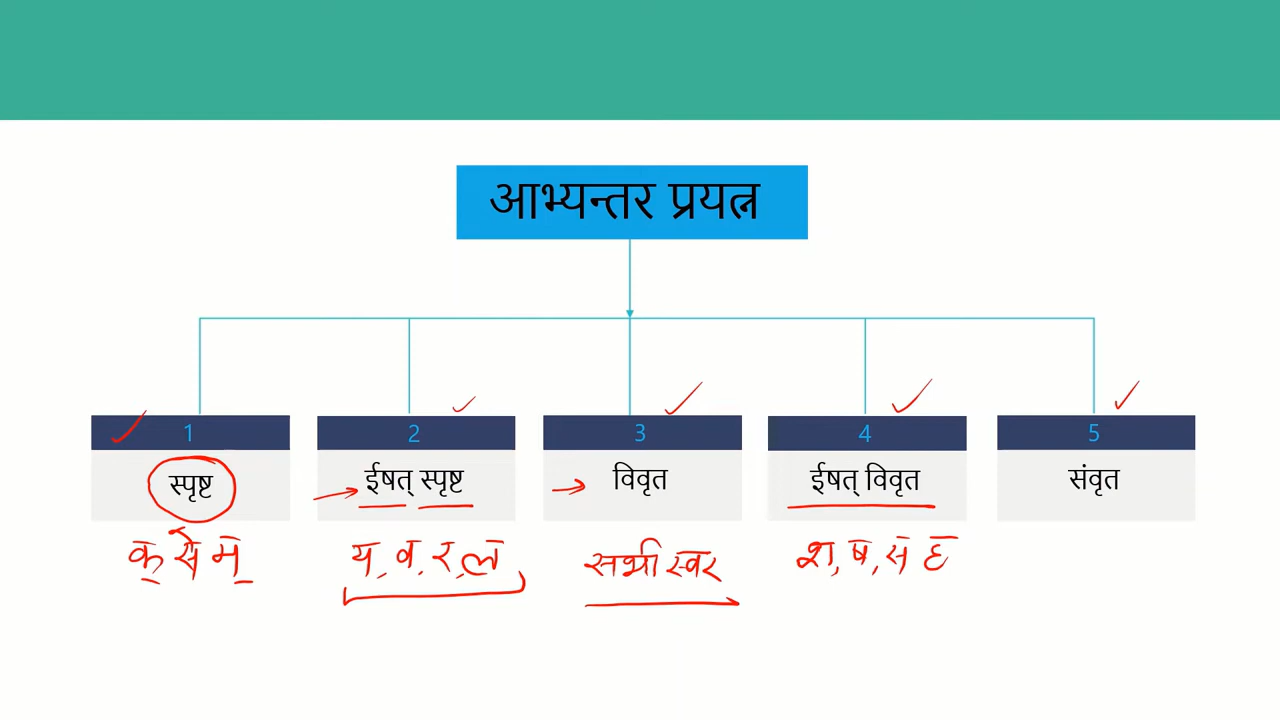 आभ्यन्तर प्रयत्न
1 2 3 4 5
स्पृष्ट ईषत् स्पृष्ट विवृत ईषत् विवृत संवृत
क् से म् य, व, र, ल सभी स्वर श, ष, स ह